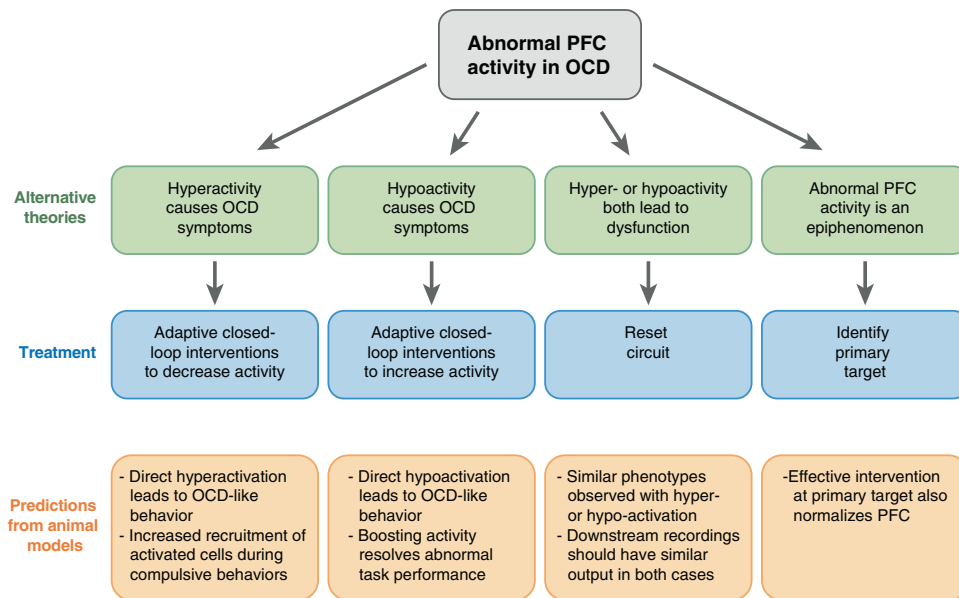 Abnormal PFC
activity in OCD
Alternative
theories
Hyperactivity
causes OCD
symptoms
Hypoactivity
causes OCD
symptoms
Hyper- or hypoactivity
both lead to
dysfunction
Abnormal PFC
activity is an
epiphenomenon
Treatment
Adaptive closed-
loop interventions
to decrease activity
Adaptive closed-
loop interventions
to increase activity
Reset
circuit
Identify
primary
target
Predictions
from animal
models
- Direct hyperactivation
leads to OCD-like
behavior
- Increased recruitment of
activated cells during
compulsive behaviors
- Direct hypoactivation
leads to OCD-like
behavior
- Boosting activity
resolves abnormal
task performance
- Similar phenotypes
observed with hyper-
or hypo-activation
- Downstream recordings
should have similar
output in both cases
-Effective intervention
at primary target also
normalizes PFC